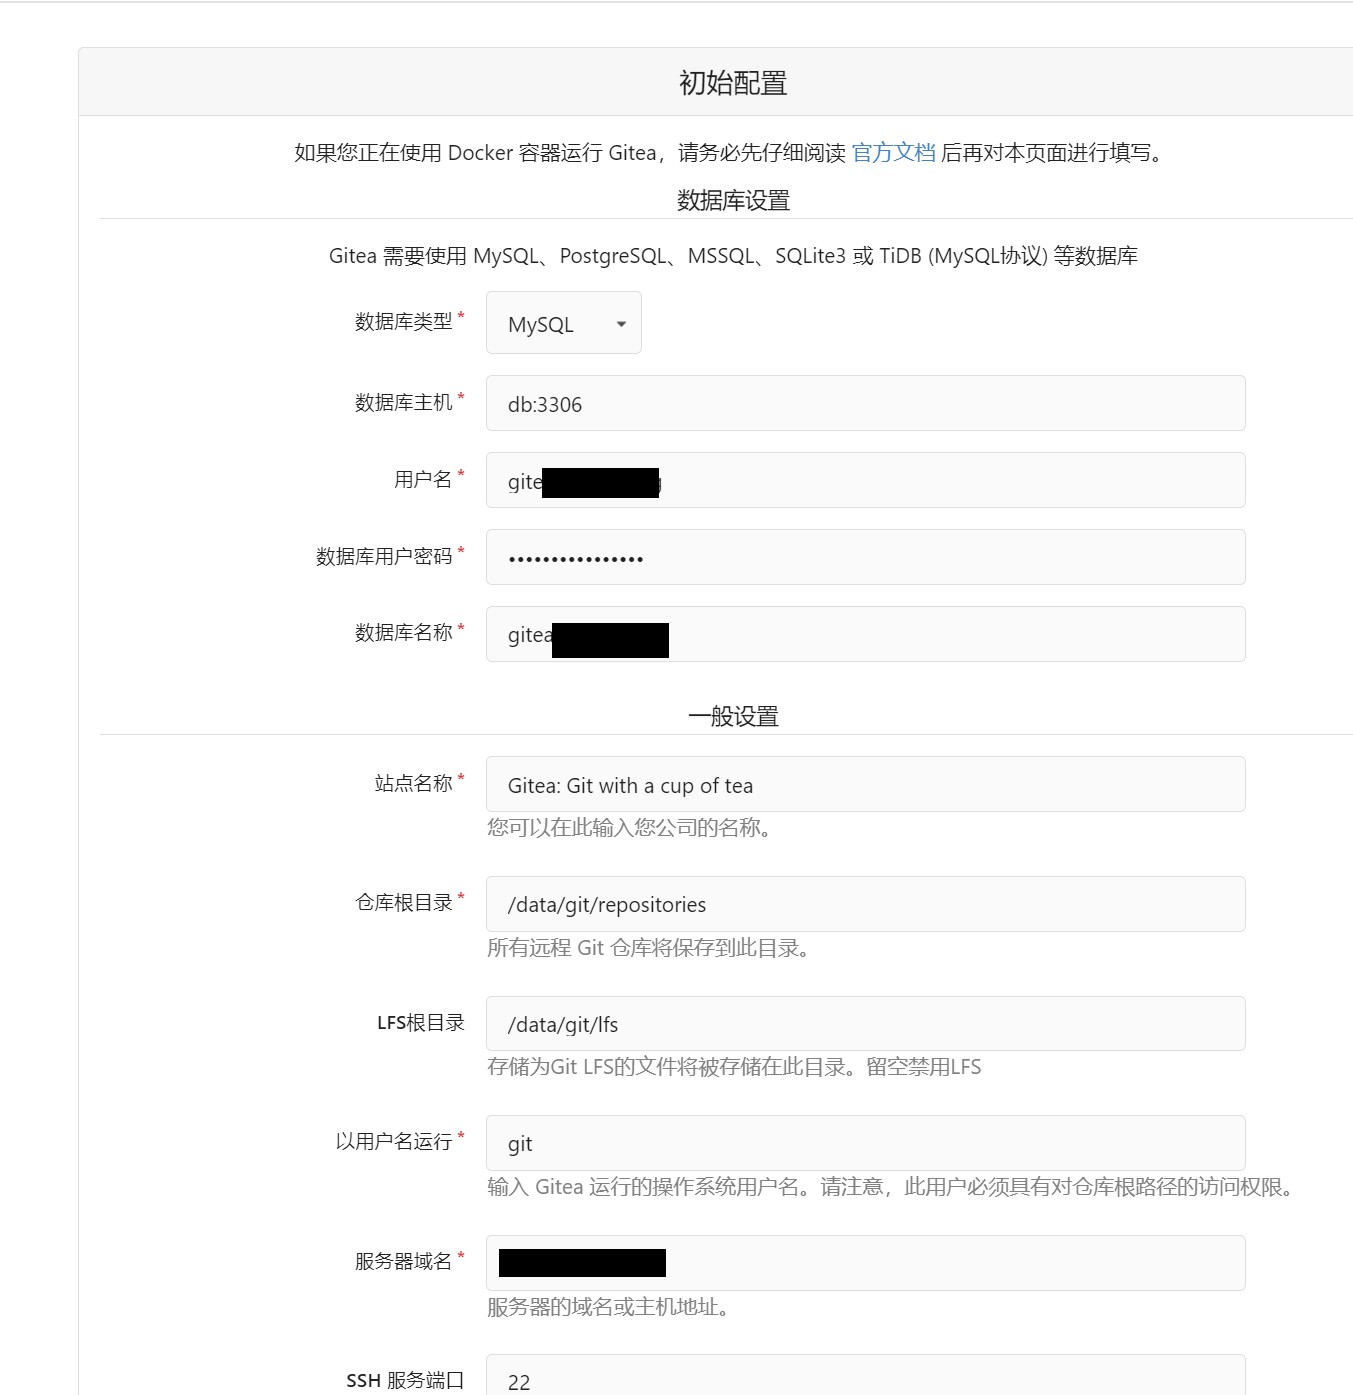 初始配置
如果您正在使用 Docker 容器运行 Gitea，请务必先仔细阅读 官方文档 后再对本页面进行填写。
数据库设置
Gitea 需要使用 MySQL、PostgreSQL、MSSQL、SQLite3 或 TiDB (MySQL协议) 等数据库
数据库类型*
MySQL
数据库主机*
db:3306
用户名*
gite
数据库用户密码*
••••••••••••••••
数据库名称*
gitea
一般设置
站点名称*
Gitea: Git with a cup of tea
您可以在此输入您公司的名称。
仓库根目录*
/data/git/repositories
所有远程 Git 仓库将保存到此目录。
LFS根目录
/data/git/lfs
存储为Git LFS的文件将被存储在此目录。留空禁用LFS
以用户名运行*
git
输入 Gitea 运行的操作系统用户名。请注意，此用户必须具有对仓库根路径的访问权限。
服务器域名*
服务器的域名或主机地址。
SSH 服务端口
22